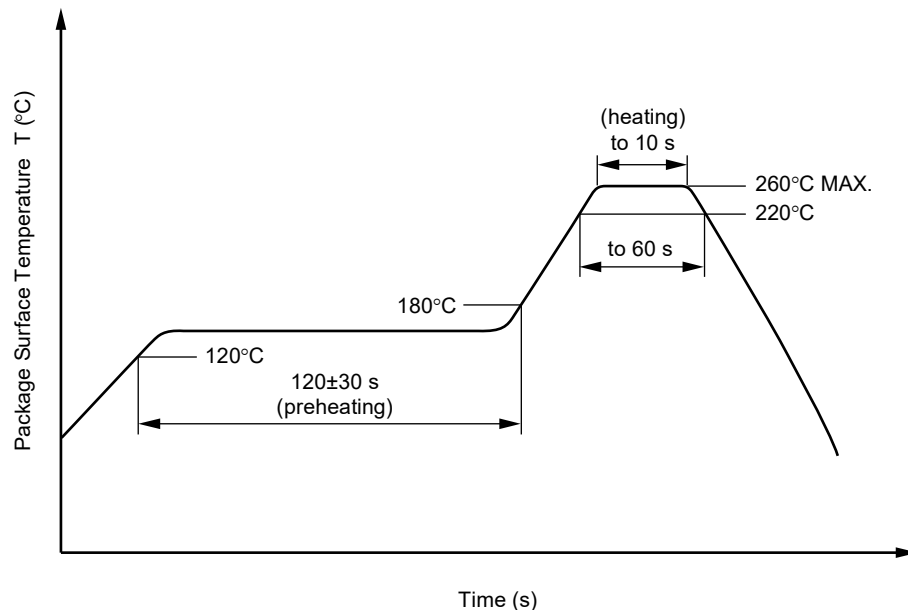 Package Surface Temperature T (°C)
(heating)
to 10 s
260°C MAX.
220°C
to 60 s
180°C
120°C
120±30 s
(preheating)
Time (s)